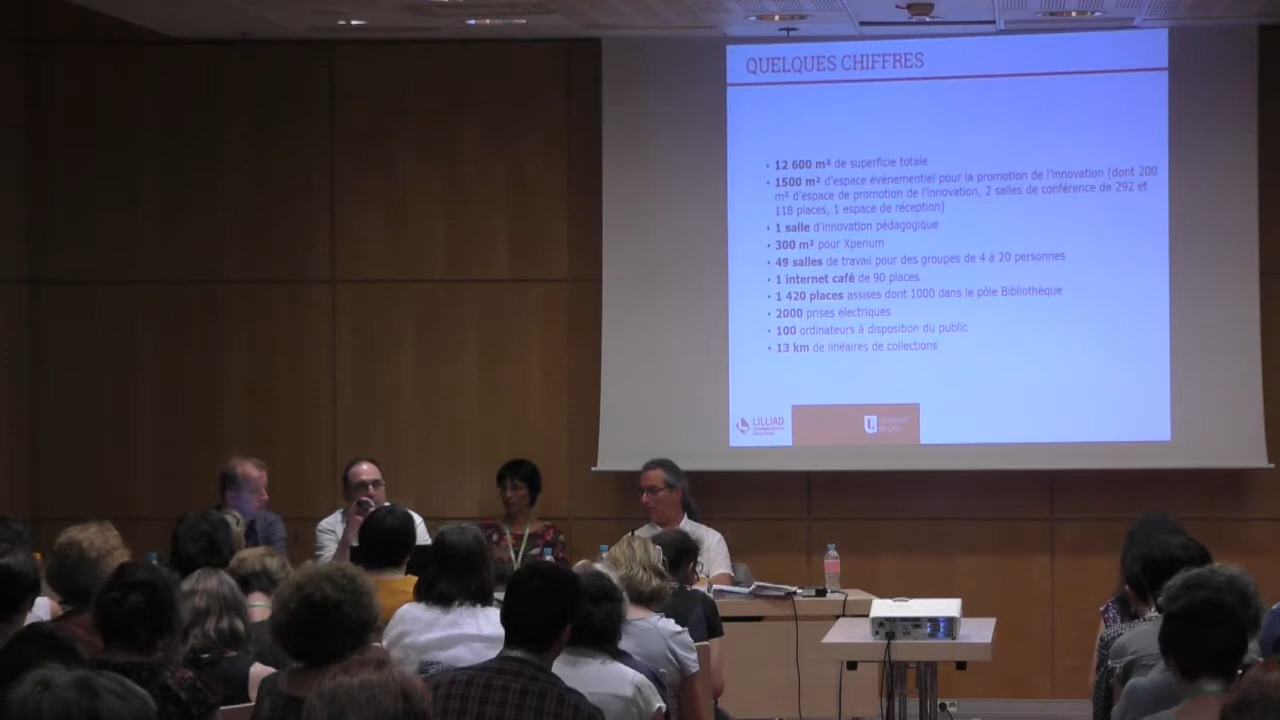 QUELQUES CHIFFRES
• 12 600 m² de superficie totale
• 1500 m² d'espace événementiel pour la promotion de l'innovation (dont 200
m² d'espace de promotion de l'innovation, 2 salles de conférence de 292 et
118 places, 1 espace de réception)
• 1 salle d'innovation pédagogique
• 300 m² pour Xperium
• 49 salles de travail pour des groupes de 4 à 20 personnes
• 1 internet café de 90 places
• 1 420 places assises dont 1000 dans le pôle Bibliothèque
• 2000 prises électriques
• 100 ordinateurs à disposition du public
• 13 km de linéaires de collections
LILLIAD